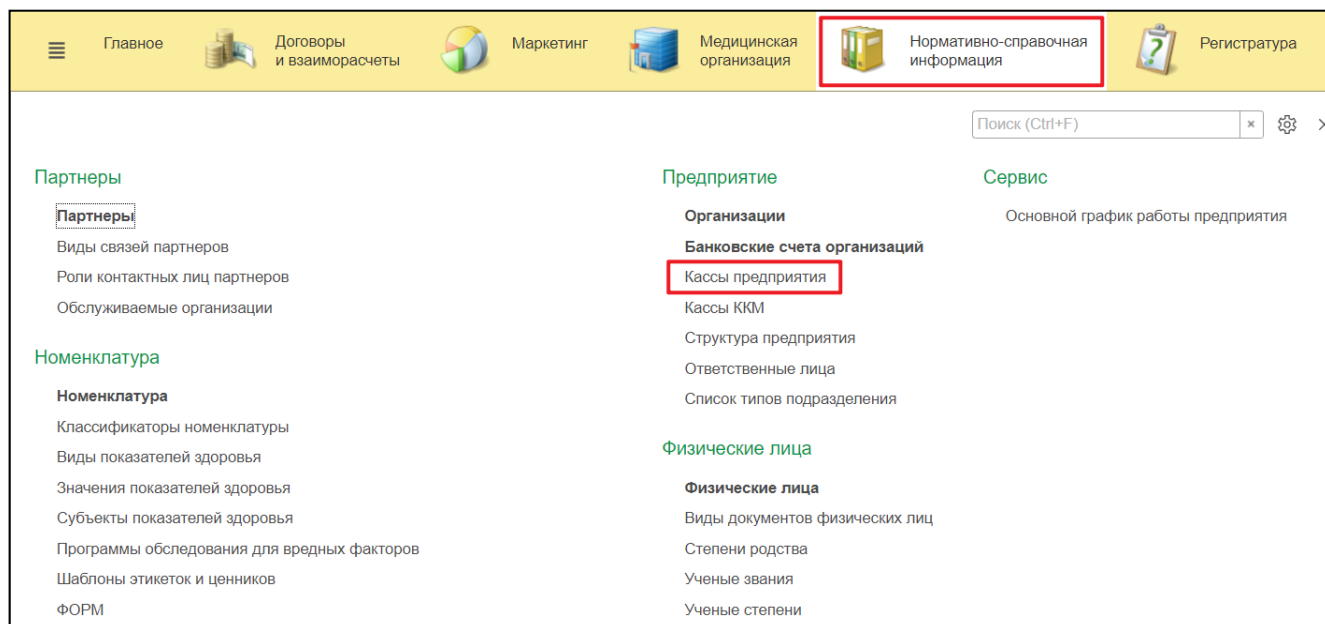 Главное
Договоры
и взаиморасчеты
Маркетинг
Медицинская
организация
Нормативно-справочная
информация
Регистратура
Поиск (Ctrl+F)
Партнеры
Партнеры
Виды связей партнеров
Роли контактных лиц партнеров
Обслуживаемые организации
Номенклатура
Номенклатура
Классификаторы номенклатуры
Виды показателей здоровья
Значения показателей здоровья
Субъекты показателей здоровья
Программы обследования для вредных факторов
Шаблоны этикеток и ценников
ФОРМ
Предприятие
Организации
Банковские счета организаций
Кассы предприятия
Кассы ККМ
Структура предприятия
Ответственные лица
Список типов подразделения
Физические лица
Физические лица
Виды документов физических лиц
Степени родства
Ученые звания
Ученые степени
Сервис
Основной график работы предприятия